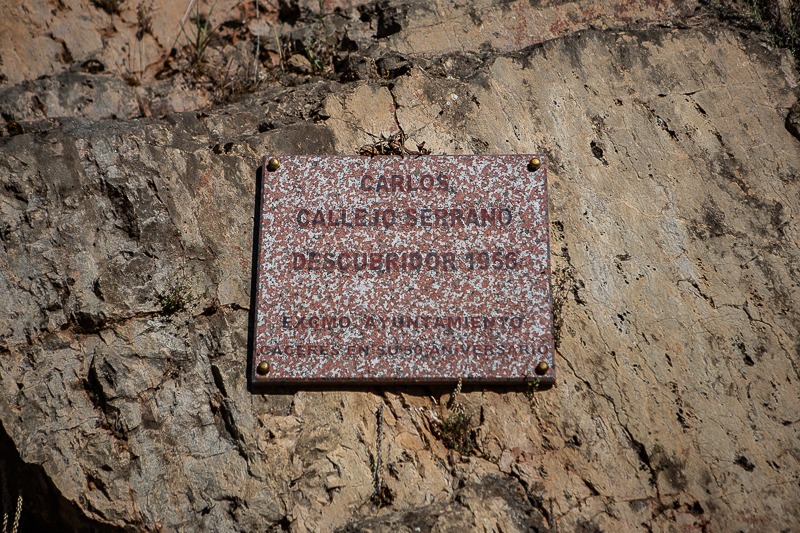 CARLOS
CALLEJO SERRANO
DESCUBRIDOR 1956
EXCMO. AYUNTAMIENTO
CACERES EN SU 50 ANIVERSARIO